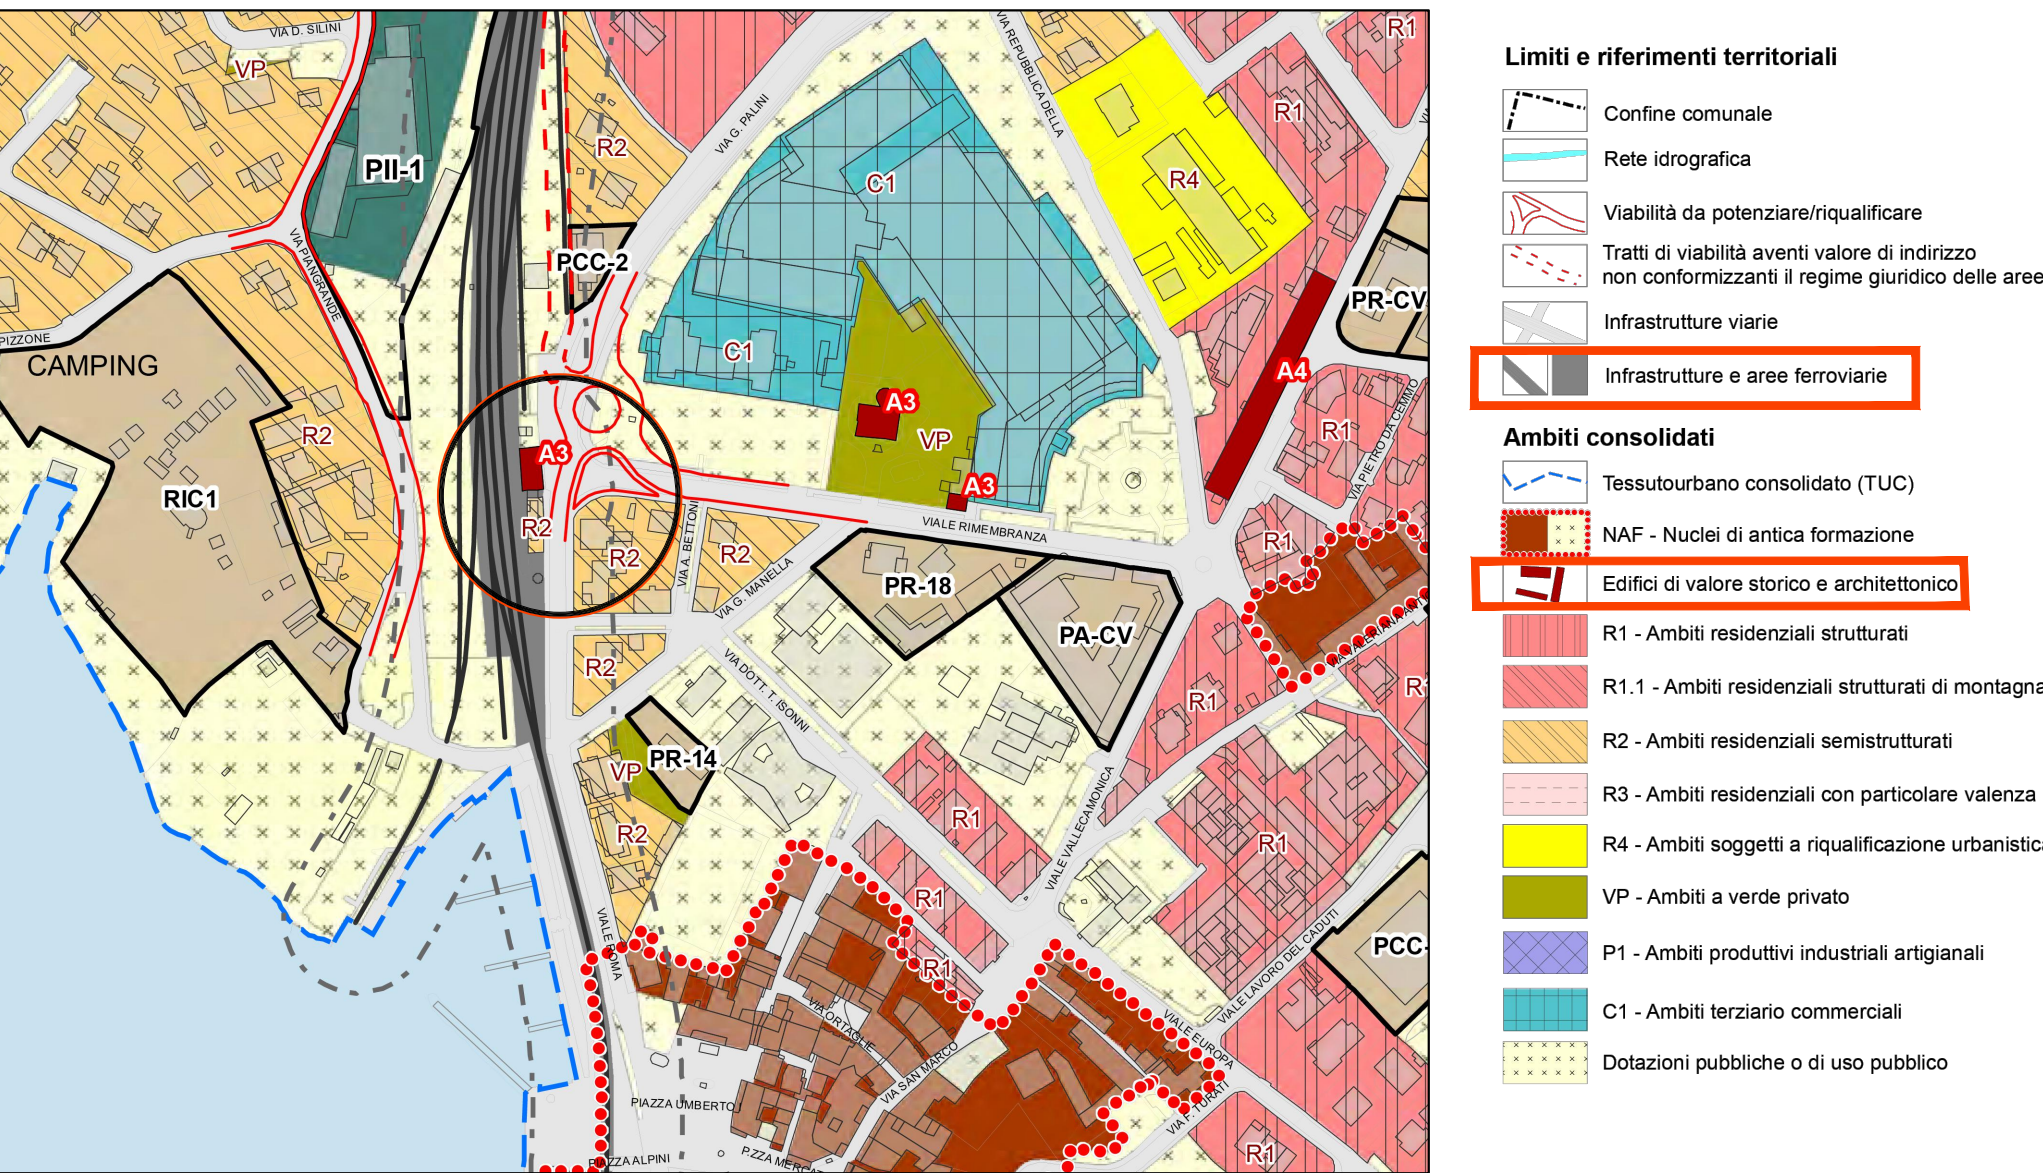 VIA D. SILINI
VP
PII-1
R2
VIA G. PALINI
VIA REPUBBLICA DELLA
R1
R1
C1
R4
PCC-2
VIA PIANGRANDE
PIZZONE
CAMPING
C1
A3
VP
A3
A4
PR-CV
R1
VIA PIETRO DA CEMMO
R2
RIC1
A3
R2
R2
VIA A. BETTONI
R2
VIA G. MANELLA
VIALE RIMEMBRANZA
PR-18
PA-CV
R1
R2
VIA DOTT. T. ISONNI
R1
PR-14
VP
R2
VIALE VALLECAMONICA
R1
R1
R1
R1
VIALE ROMA
VIA ORTAGLIE
VIA SAN MARCO
VIALE EUROPA
VIALE LAVORO DEL CADUTI
PCC-
VIA F. TURATI
PIAZZA UMBERTO I
PIAZZA ALPINI
R1
Limiti e riferimenti territoriali
Confine comunale
Rete idrografica
Viabilità da potenziare/riqualificare
Tratti di viabilità aventi valore di indirizzo
non conformizzanti il regime giuridico delle aree
Infrastrutture viarie
Infrastrutture e aree ferroviarie
Ambiti consolidati
Tessutourbano consolidato (TUC)
NAF - Nuclei di antica formazione
Edifici di valore storico e architettonico
R1 - Ambiti residenziali strutturati
R1.1 - Ambiti residenziali strutturati di montagna
R2 - Ambiti residenziali semistrutturati
R3 - Ambiti residenziali con particolare valenza
R4 - Ambiti soggetti a riqualificazione urbanistica
VP - Ambiti a verde privato
P1 - Ambiti produttivi industriali artigianali
C1 - Ambiti terziario commerciali
Dotazioni pubbliche o di uso pubblico